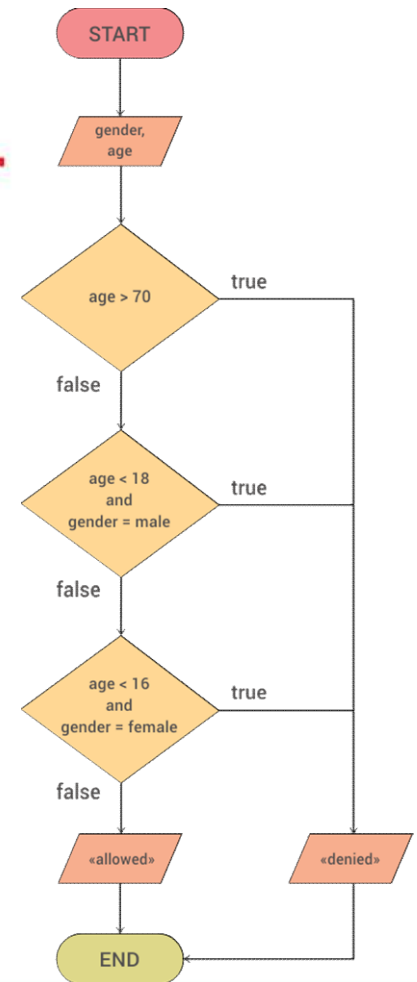 START
gender,
age
age > 70
true
false
age < 18
and
gender = male
true
false
age < 16
and
gender = female
true
false
«allowed»
«denied»
END